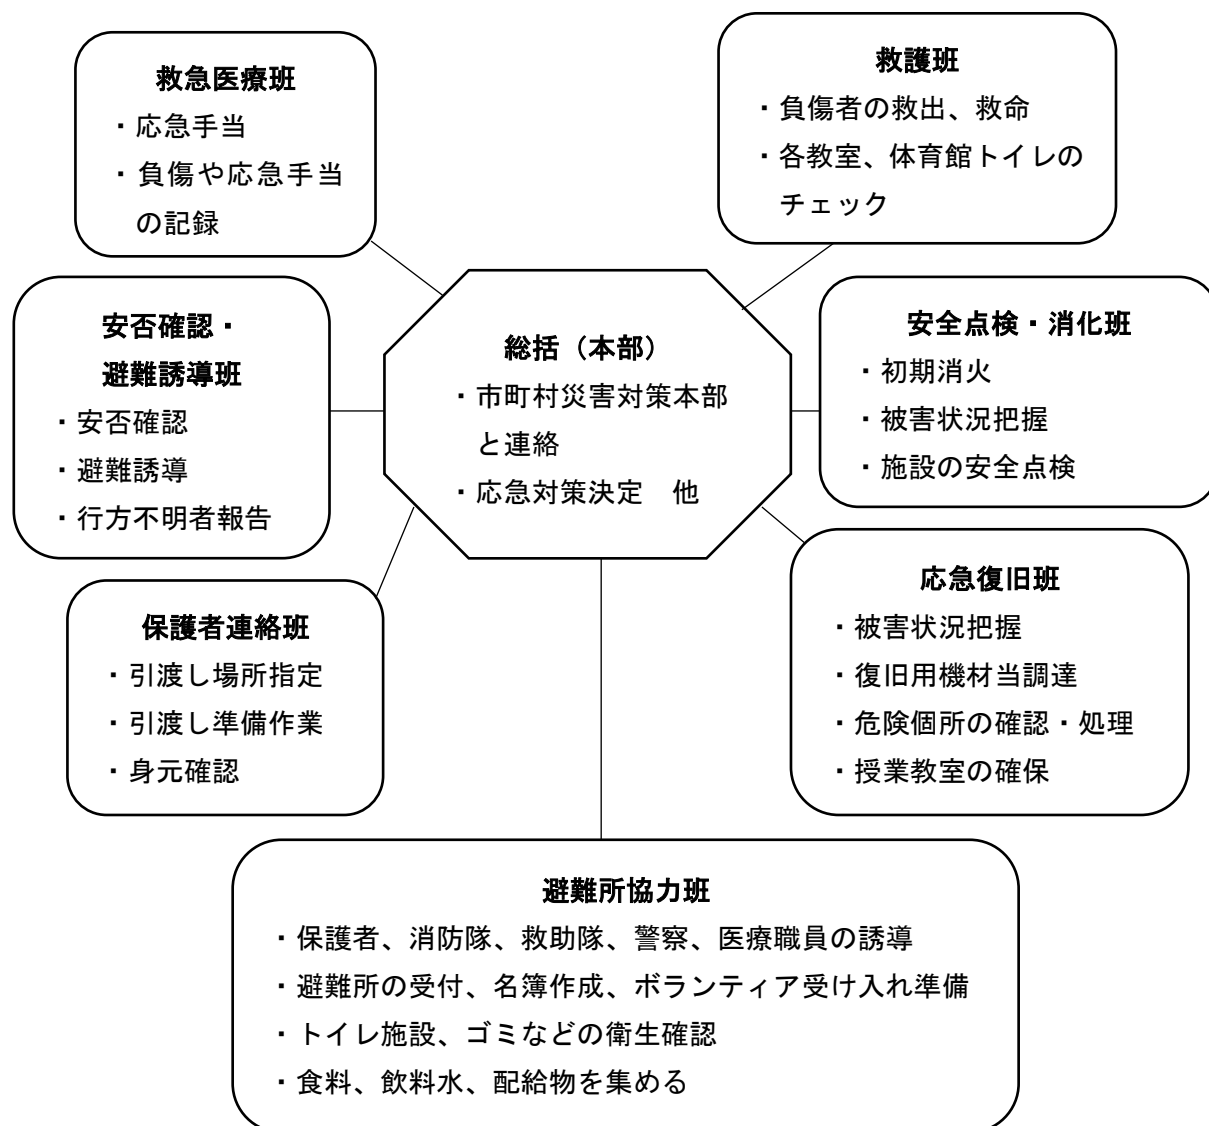 救急医療班
・応急手当
・負傷や応急手当
の記録
救護班
・負傷者の救出、救命
・各教室、体育館トイレの
チェック
安否確認・
避難誘導班
・安否確認
・避難誘導
・行方不明者報告
総括（本部）
・市町村災害対策本部
と連絡
・応急対策決定　他
安全点検・消化班
・初期消火
・被害状況把握
・施設の安全点検
保護者連絡班
・引渡し場所指定
・引渡し準備作業
・身元確認
応急復旧班
・被害状況把握
・復旧用機材当調達
・危険個所の確認・処理
・授業教室の確保
避難所協力班
・保護者、消防隊、救助隊、警察、医療職員の誘導
・避難所の受付、名簿作成、ボランティア受け入れ準備
・トイレ施設、ゴミなどの衛生確認
・食料、飲料水、配給物を集める